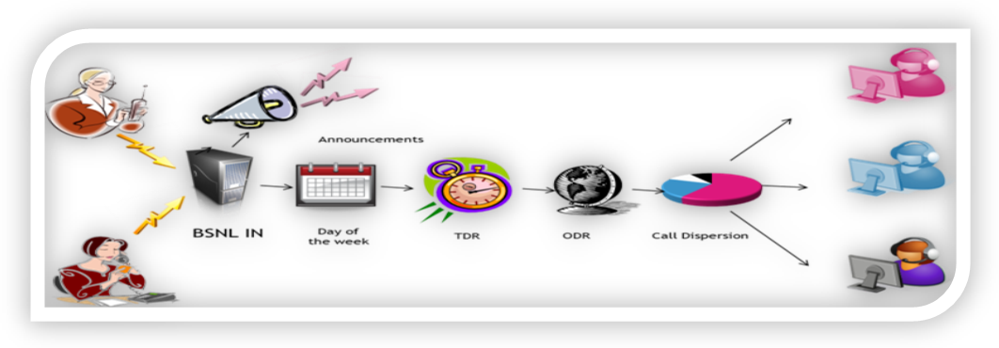 Announcements
BSNL IN
Day of
the week
TDR
ODR
Call Dispersion